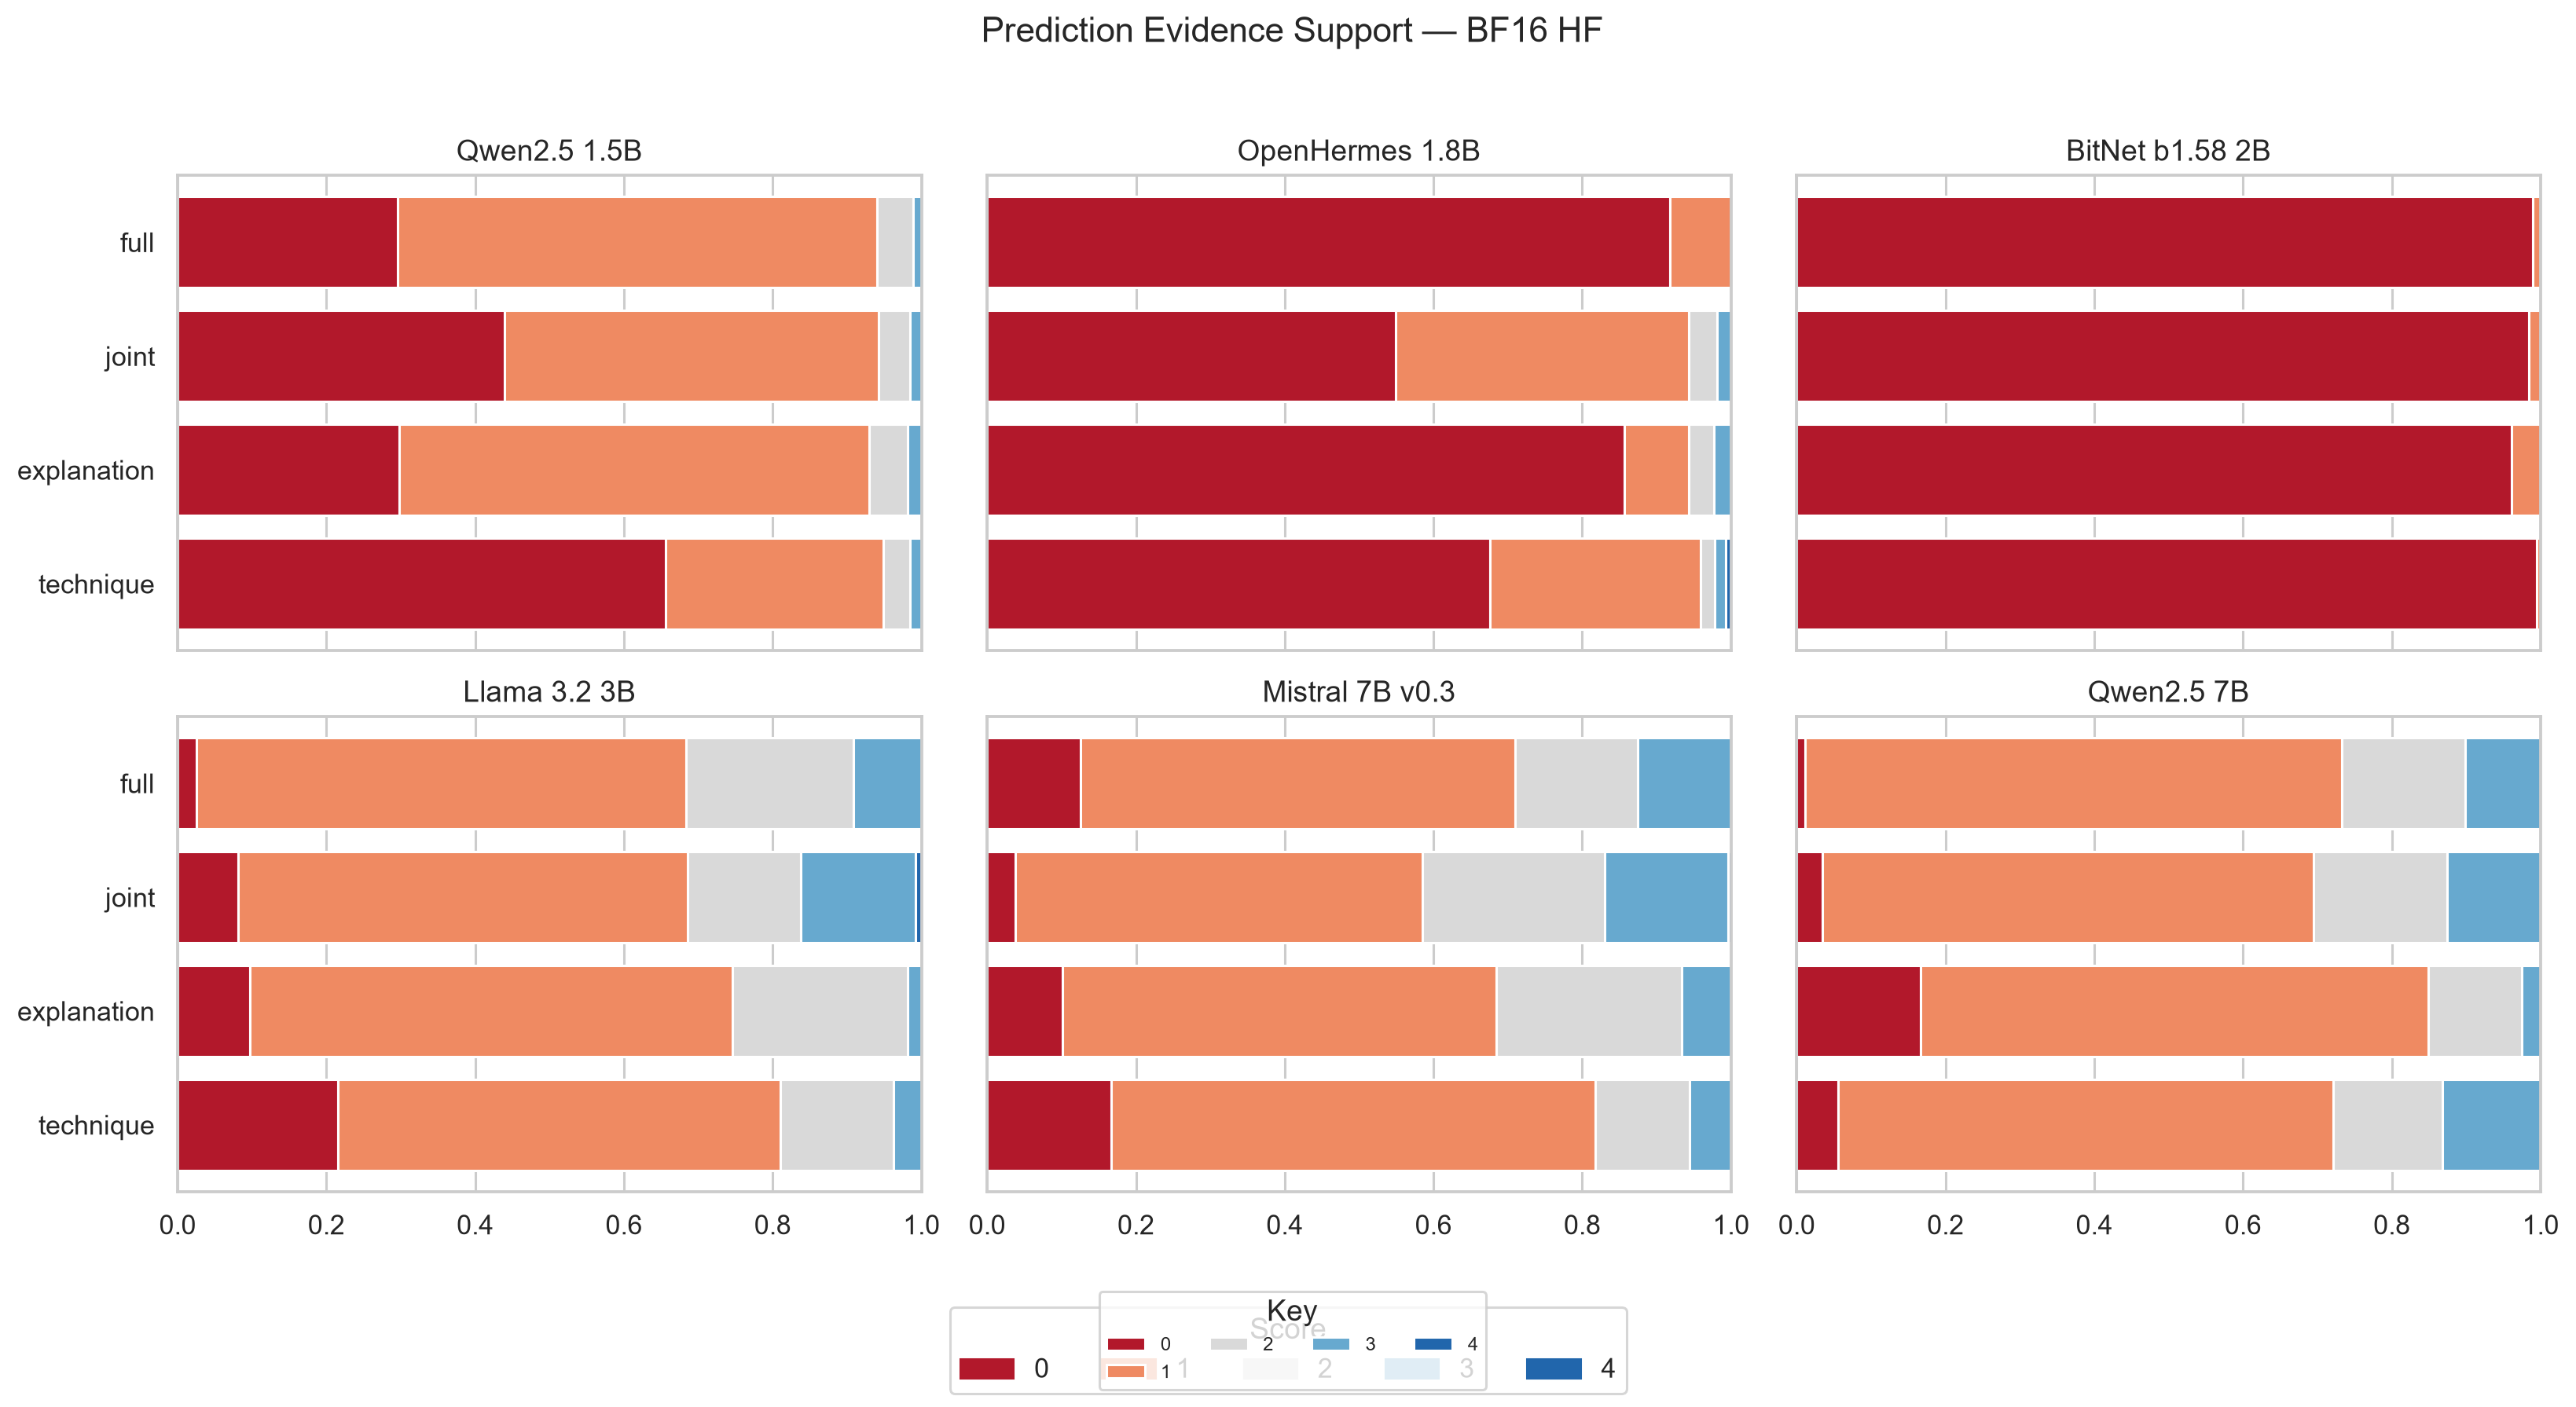 Prediction Evidence Support — BF16 HF
Qwen2.5 1.5B
OpenHermes 1.8B
BitNet b1.58 2B
full
joint
explanation
technique
Llama 3.2 3B
Mistral 7B v0.3
Qwen2.5 7B
full
joint
explanation
technique
0.0 0.2 0.4 0.6 0.8 1.0
0.0 0.2 0.4 0.6 0.8 1.0
0.0 0.2 0.4 0.6 0.8 1.0
Key
0 2 3 4
1
Score
0 1 2 3 4